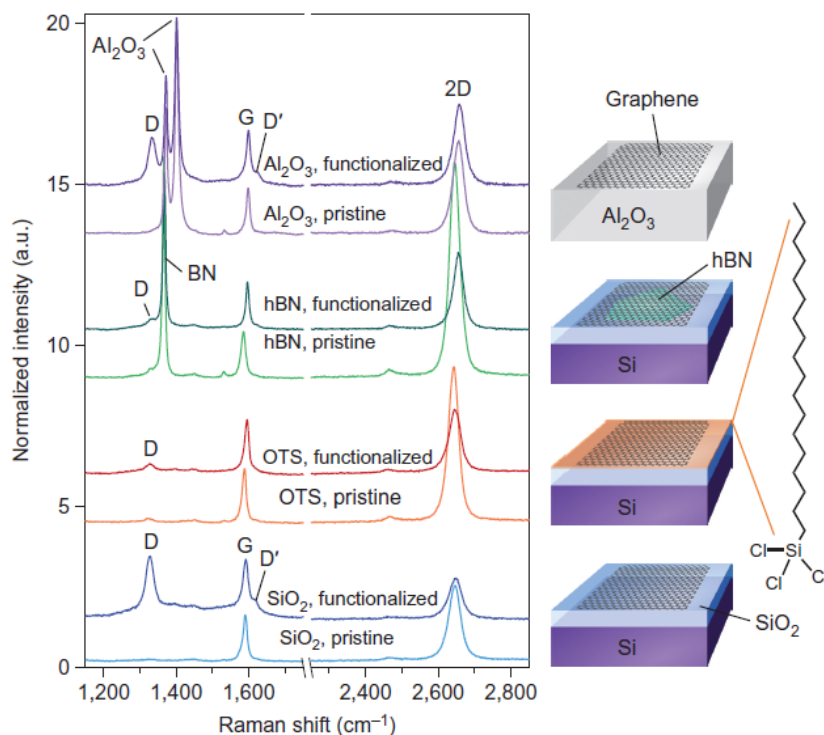 20
15
10
5
0
Normalized intensity (a.u.)
Al₂O₃
D
G
D′
2D
Al₂O₃, functionalized
Al₂O₃, pristine
BN
D
hBN, functionalized
hBN, pristine
D
OTS, functionalized
OTS, pristine
D
G
D′
SiO₂, functionalized
SiO₂, pristine
1,200
1,400
1,600
2,400
2,600
2,800
Raman shift (cm⁻¹)
Graphene
Al₂O₃
hBN
Si
Si
Cl
Si
Cl
C
SiO₂
Si